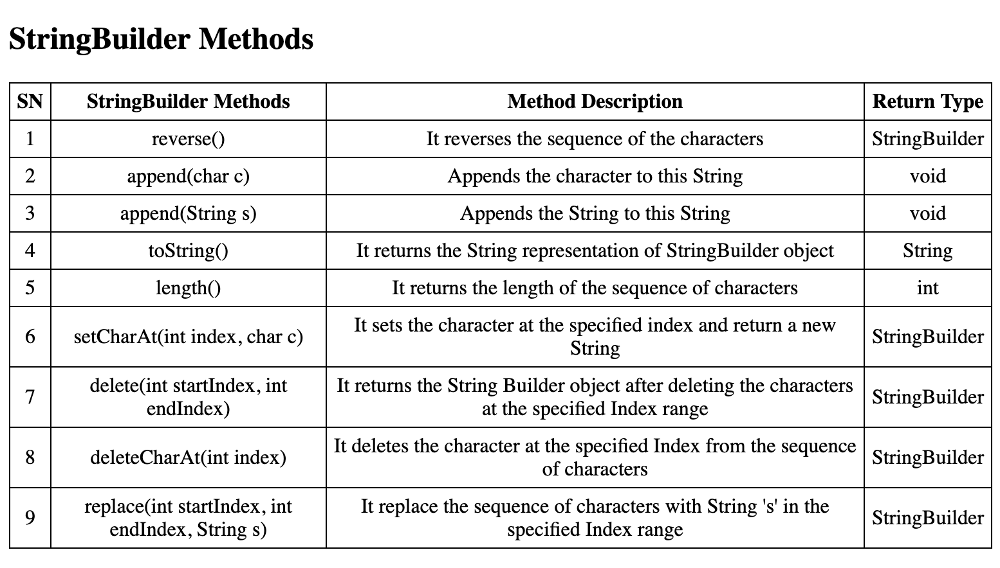 StringBuilder Methods
SN StringBuilder Methods Method Description Return Type
1 reverse() It reverses the sequence of the characters StringBuilder
2 append(char c) Appends the character to this String void
3 append(String s) Appends the String to this String void
4 toString() It returns the String representation of StringBuilder object String
5 length() It returns the length of the sequence of characters int
6 setCharAt(int index, char c) It sets the character at the specified index and return a new
String StringBuilder
7 delete(int startIndex, int
endIndex) It returns the String Builder object after deleting the characters
at the specified Index range StringBuilder
8 deleteCharAt(int index) It deletes the character at the specified Index from the sequence
of characters StringBuilder
9 replace(int startIndex, int
endIndex, String s) It replace the sequence of characters with String 's' in the
specified Index range StringBuilder